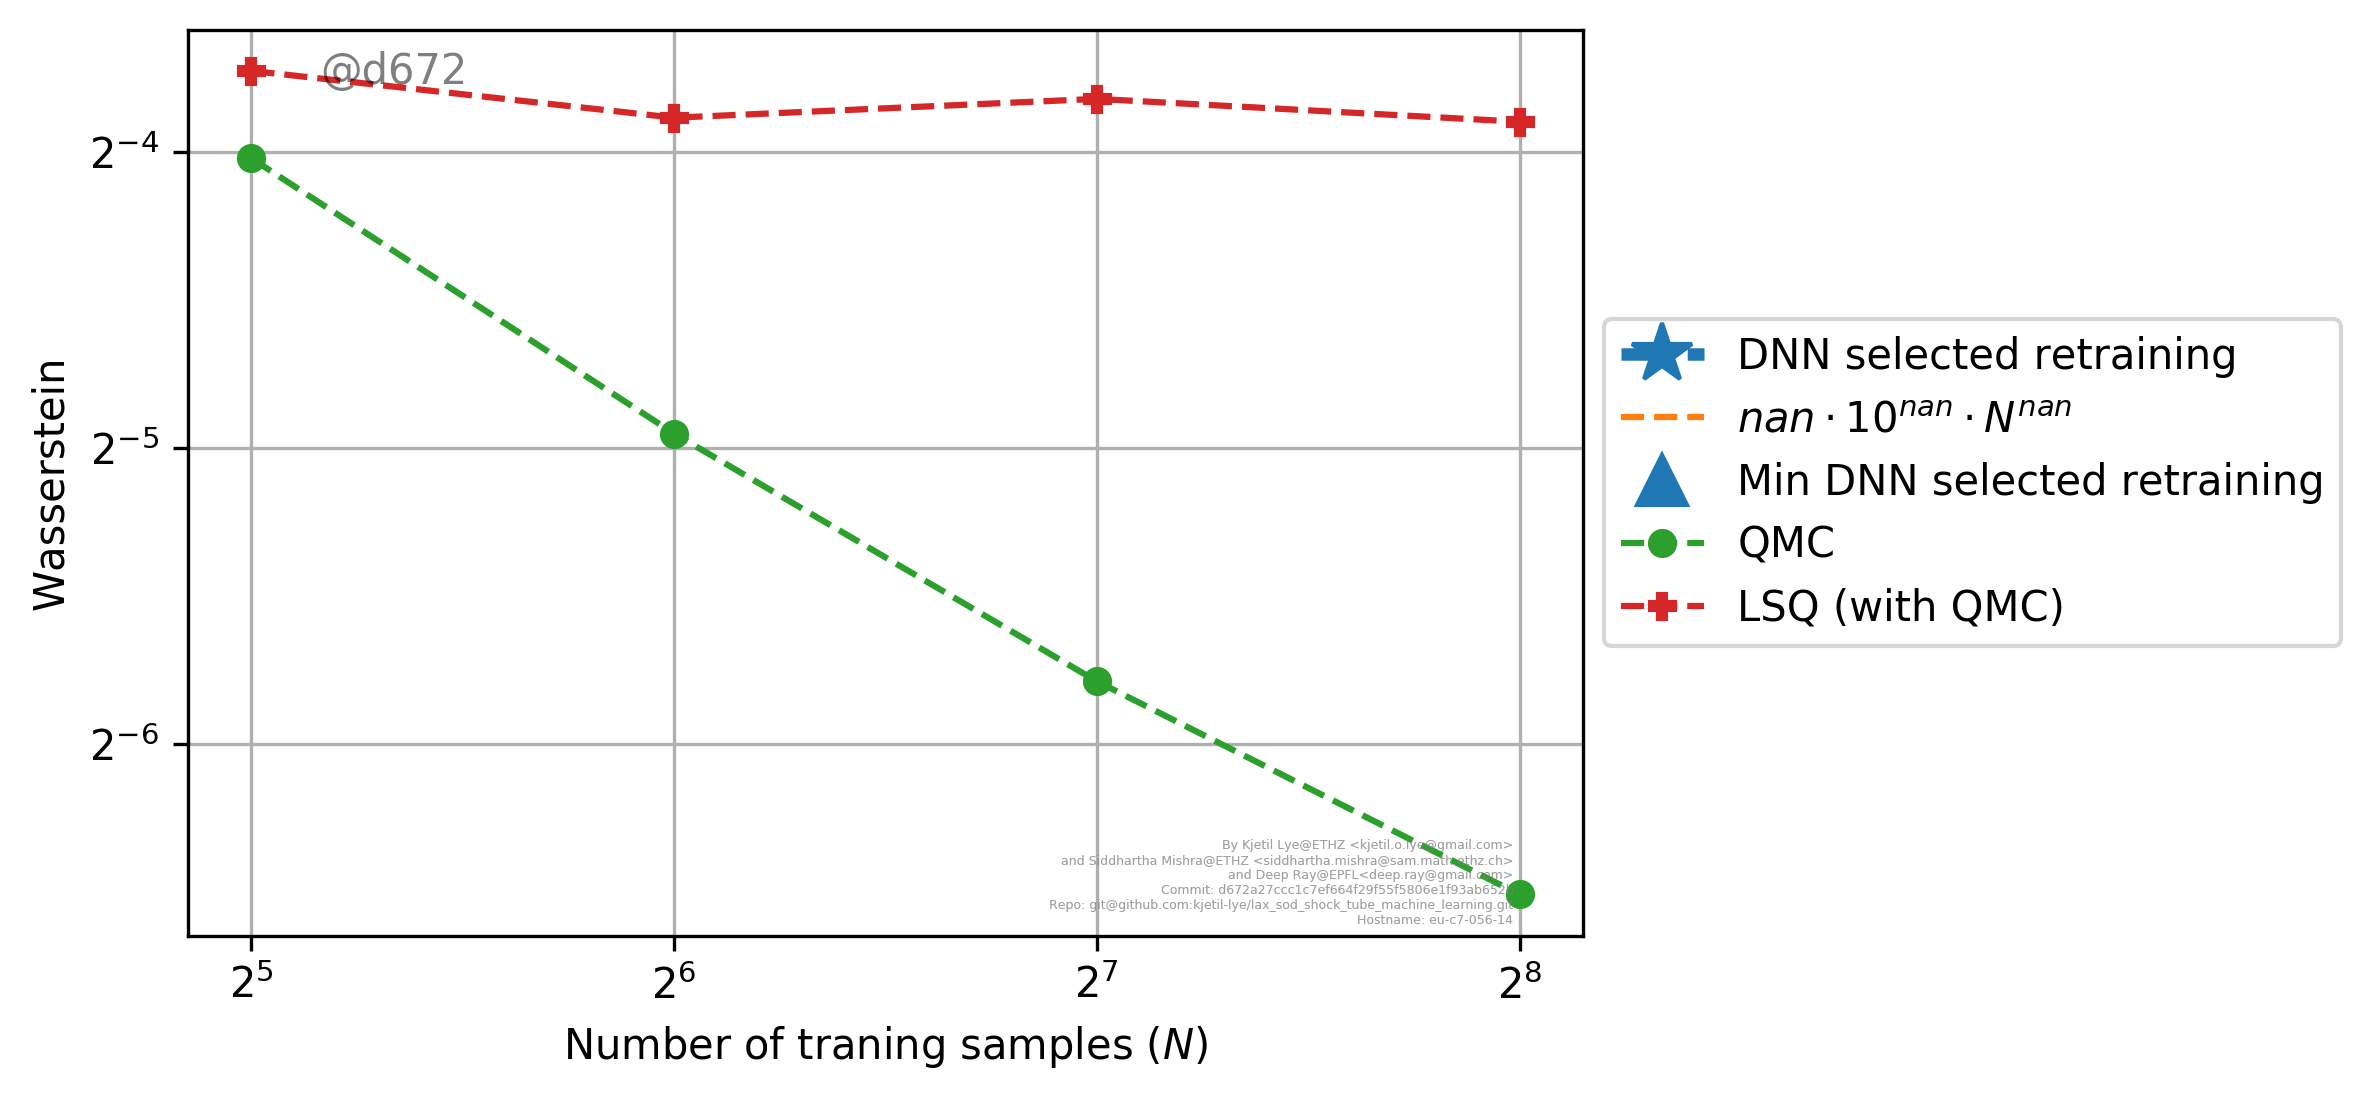 @d672
2^−4
2^−5
2^−6
Wasserstein
By Kjetil Lye@ETHZ <kjetil.o.lye@gmail.com>
and Siddhartha Mishra@ETHZ <siddhartha.mishra@sam.math.ethz.ch>
and Deep Ray@EPFL<deep.ray@gmail.com>
Commit:
Repo: git@github.com:kjetil-lye/lax_sod_shock_tube_machine_learning.git
Hostname: eu-c7-056-14
2^5 2^6 2^7 2^8
Number of traning samples (N)
DNN selected retraining
nan · 10^nan · N^nan
Min DNN selected retraining
QMC
LSQ (with QMC)